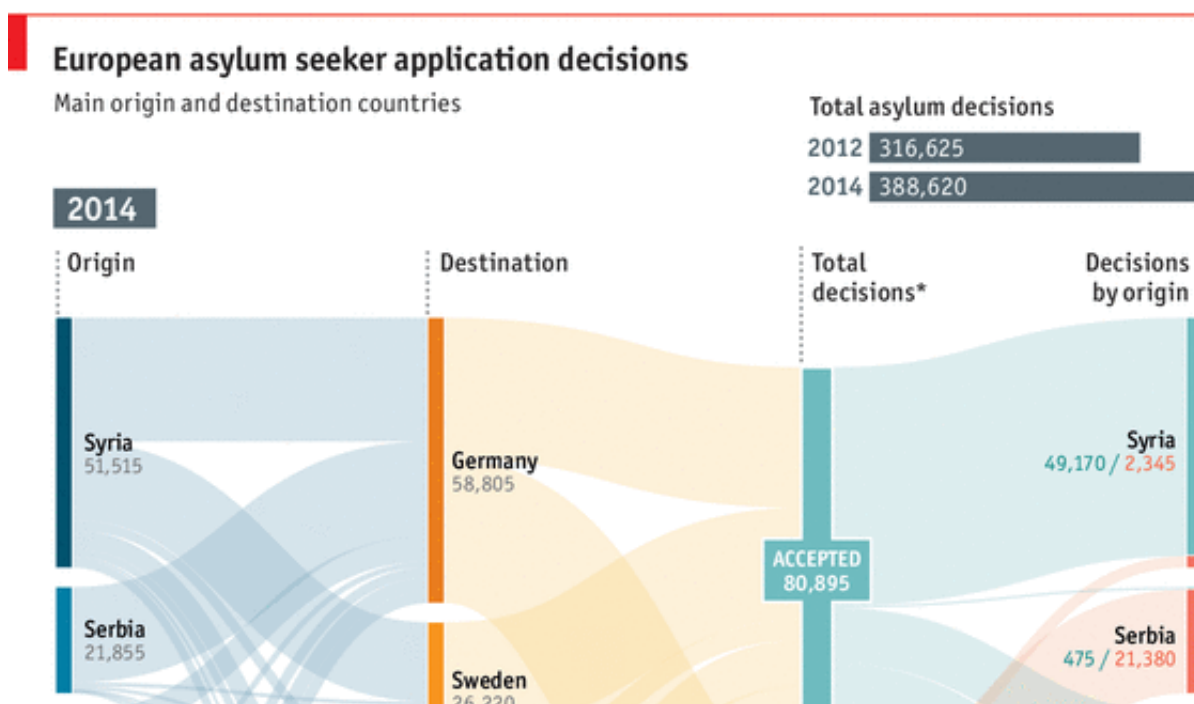 European asylum seeker application decisions
Main origin and destination countries
Total asylum decisions
2012 316,625
2014 388,620
2014
Origin
Destination
Total
decisions*
Decisions
by origin
Syria
51,515
Germany
58,805
Syria
49,170 / 2,345
ACCEPTED
80,895
Serbia
21,855
Serbia
475 / 21,380
Sweden